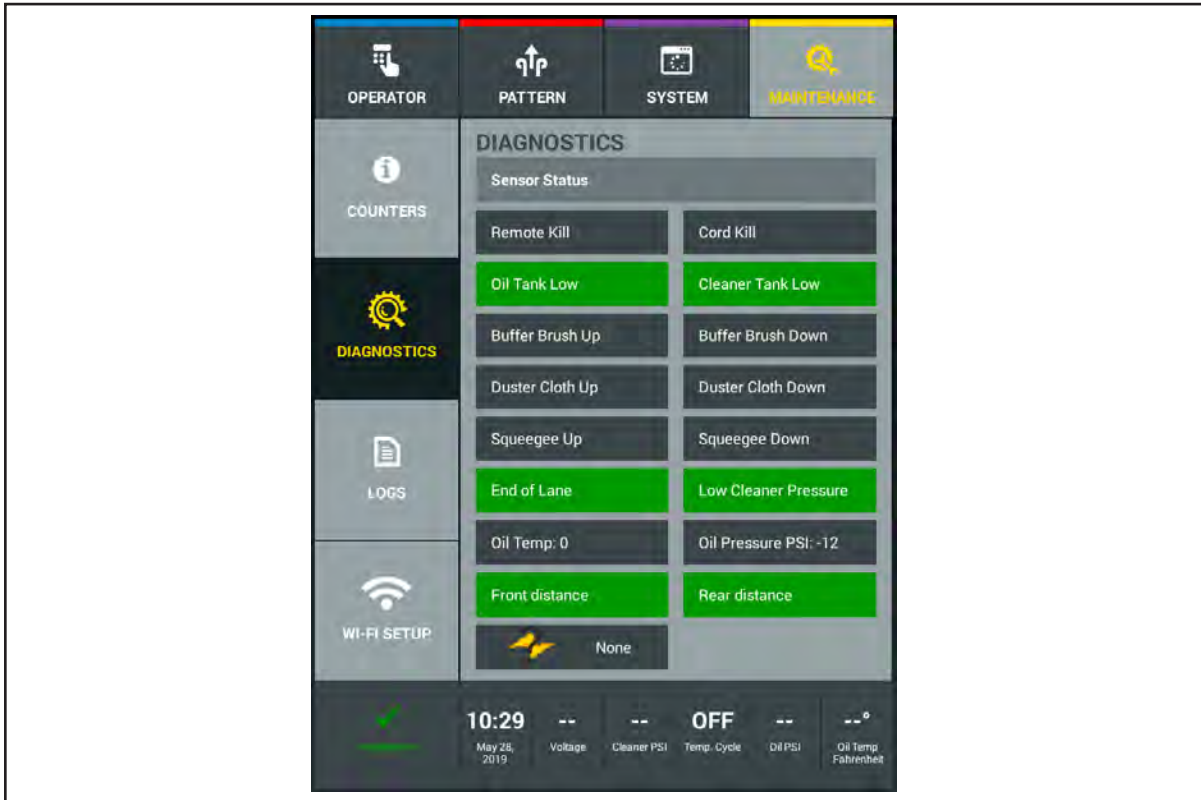 OPERATOR
PATTERN
SYSTEM
MAINTENANCE
COUNTERS
DIAGNOSTICS
LOGS
WI-FI SETUP
DIAGNOSTICS
Sensor Status
Remote Kill
Cord Kill
Oil Tank Low
Cleaner Tank Low
Buffer Brush Up
Buffer Brush Down
Duster Cloth Up
Duster Cloth Down
Squeegee Up
Squeegee Down
End of Lane
Low Cleaner Pressure
Oil Temp: 0
Oil Pressure PSI: -12
Front distance
Rear distance
None
10:29
May 28,
2019
--
Voltage
--
Cleaner PSI
OFF
Temp. Cycle
--
Oil PSI
--°
Oil Temp
Fahrenheit